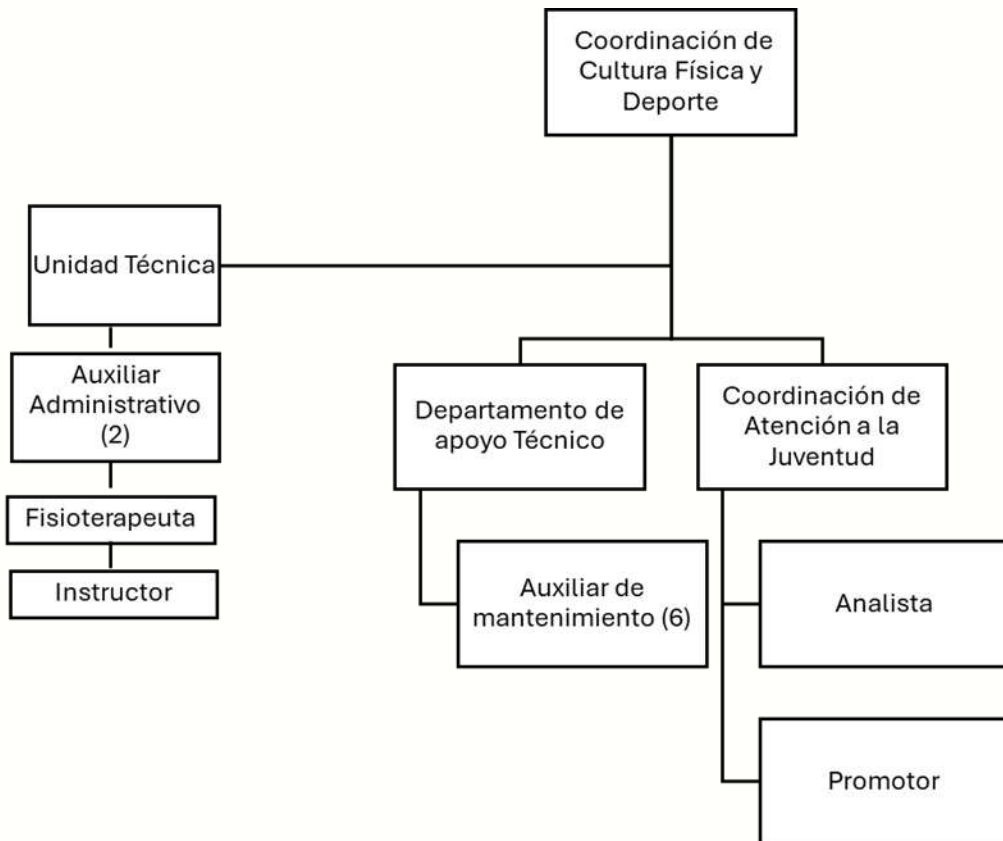 Coordinación de
Cultura Física y
Deporte
Unidad Técnica
Auxiliar
Administrativo
(2)
Fisioterapeuta
Instructor
Departamento de
apoyo Técnico
Auxiliar de
mantenimiento (6)
Coordinación de
Atención a la
Juventud
Analista
Promotor